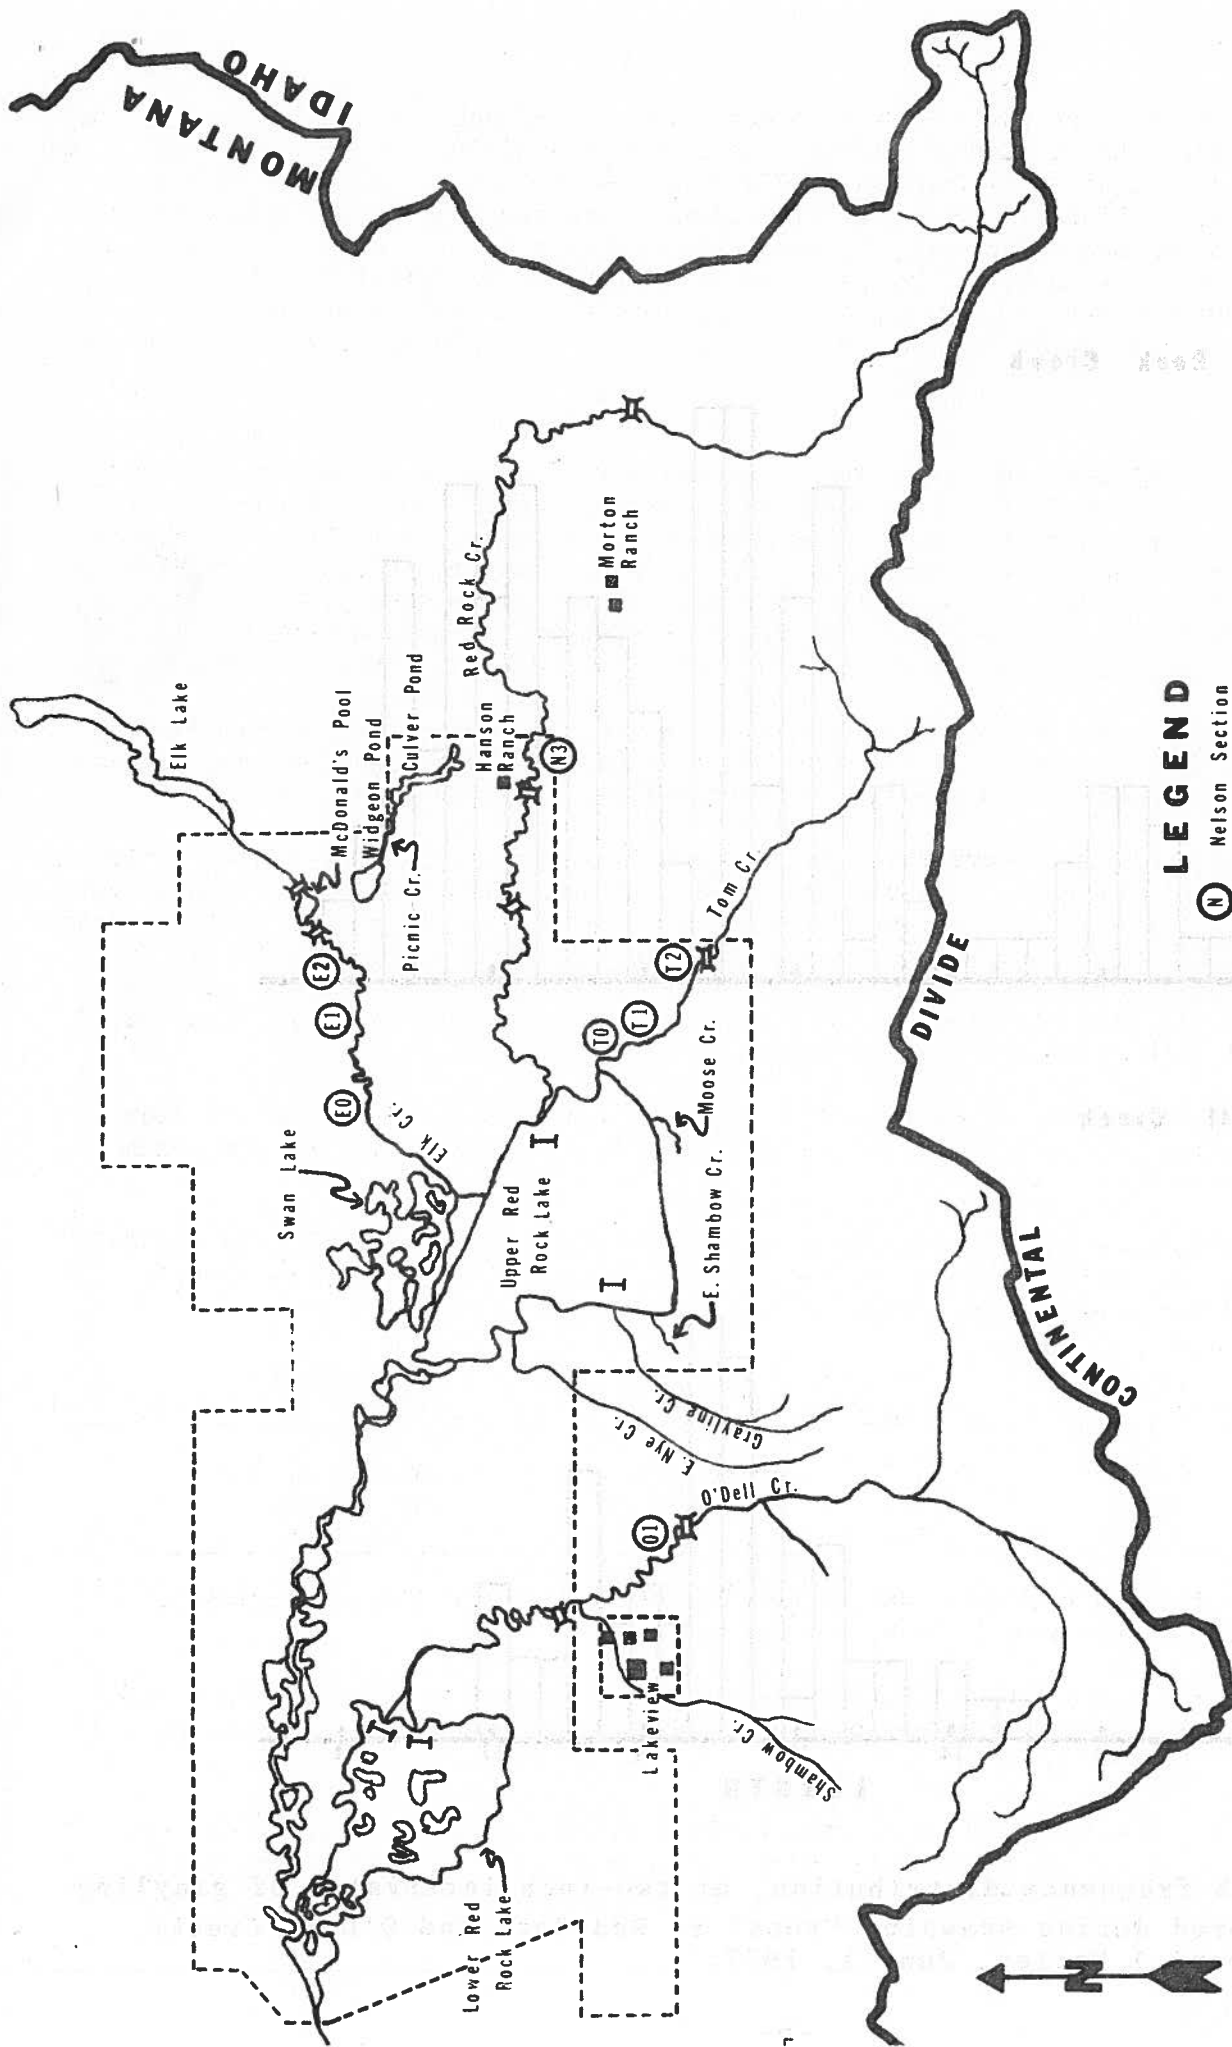 MONTANA
IDAHO
Elk Lake
McDonald's Pool
Widgeon Pond
Culver Pond
Picnic Cr.
Hanson
Ranch
Red Rock Cr.
Morton
Ranch
N3
E2
E1
E0
Elk Cr.
Swan Lake
T2
T1
T0
Tom Cr.
Moose Cr.
E. Shambow Cr.
Upper Red
Rock Lake
Grayling Cr.
E. Nye Cr.
O'Dell Cr.
O1
Lakeview
Shambow Cr.
Lower Red
Rock Lake
CONTINENTAL
DIVIDE
N
LEGEND
N Nelson Section